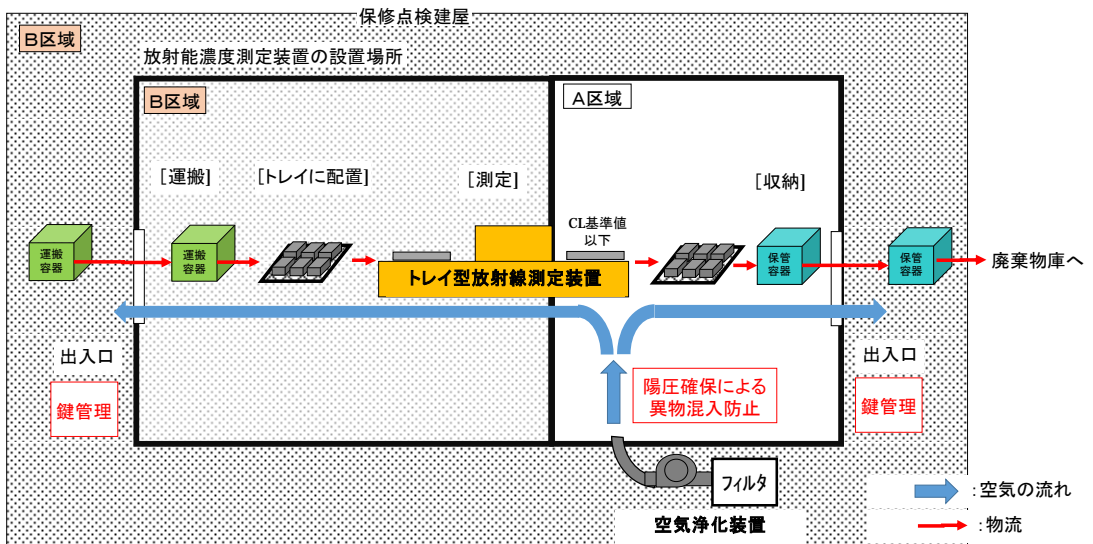 保修点検建屋
B区域
放射能濃度測定装置の設置場所
B区域
A区域
[運搬]
[トレイに配置]
[測定]
[収納]
CL基準値
以下
運搬
容器
運搬
容器
トレイ型放射線測定装置
保管
容器
保管
容器
廃棄物庫へ
出入口
鍵管理
陽圧確保による
異物混入防止
出入口
鍵管理
フィルタ
空気浄化装置
:空気の流れ
:物流